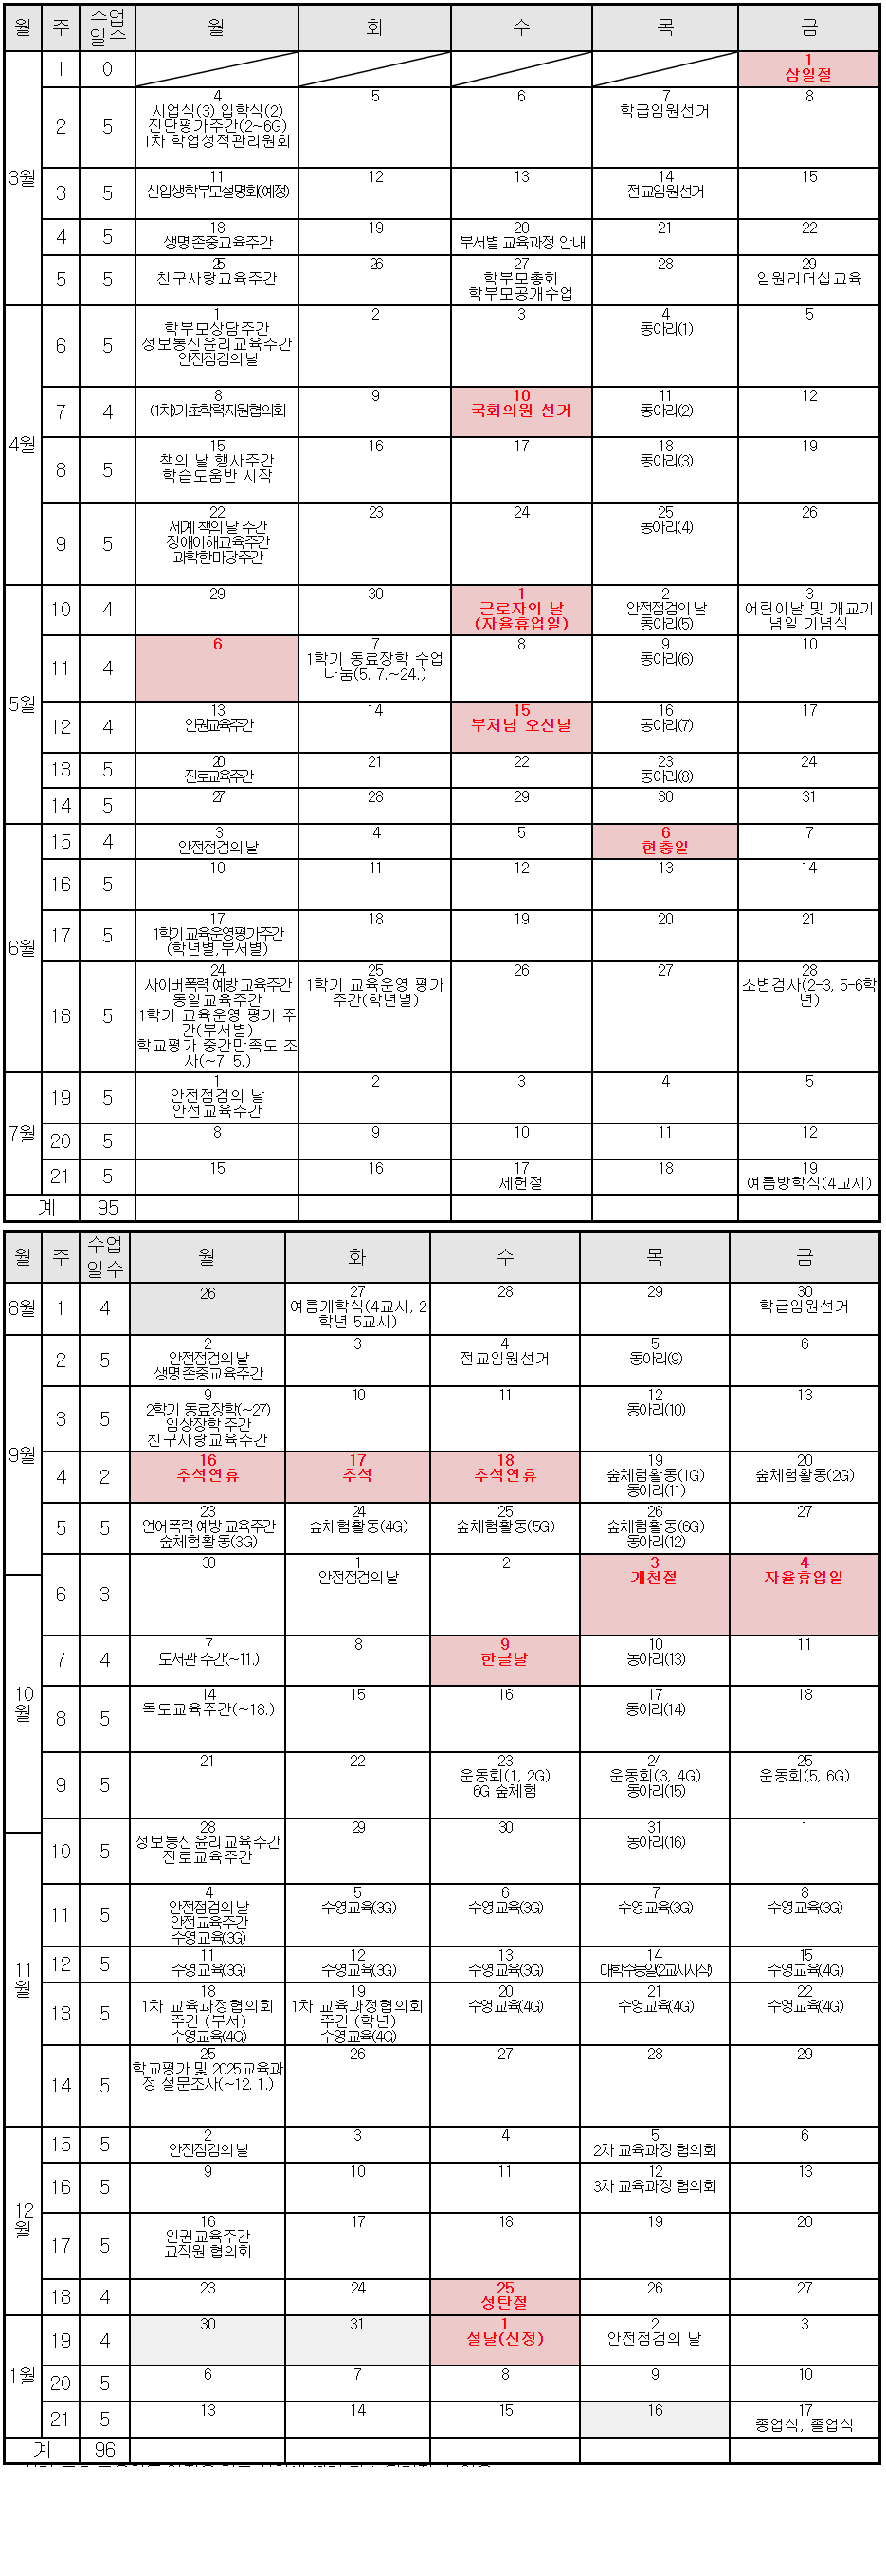 월 주 수업일수 월 화 수 목 금
3월 1 0 1 삼일절
2 5 4 5 6 7 8
시업식(3) 입학식(2) 학급임원선거
진단평가주간(2~6G)
1차 학업성적관리원회
3 5 11 12 13 14 15
신입생학부모설명회(예정) 전교임원선거
4 5 18 19 20 21 22
생명존중교육주간 부서별 교육과정 안내
5 5 25 26 27 28 29
친구사랑교육주간 학부모총회 임원리더십교육
학부모공개수업
4월 6 5 1 2 3 4 5
학부모상담주간 동아리(1)
정보통신윤리교육주간
안전점검의날
7 4 8 9 10 11 12
(1차)기초학력지원협의회 국회의원 선거 동아리(2)
8 5 15 16 17 18 19
책의 날 행사주간 동아리(3)
학습도움반 시작
9 5 22 23 24 25 26
세계 책의 날 주간 동아리(4)
장애이해교육주간
과학한마당주간
5월 10 4 29 30 1 2 3
근로자의 날 안전점검의 날 어린이날 및 개교기
(자율휴업일) 동아리(5) 념일 기념식
11 4 6 7 8 9 10
1학기 동료장학 수업 동아리(6)
나눔(5. 7.~24.)
12 4 13 14 15 16 17
인권교육주간 부처님 오신날 동아리(7)
13 5 20 21 22 23 24
진로교육주간 동아리(8)
14 5 27 28 29 30 31
6월 15 4 3 4 5 6 7
안전점검의 날 현충일
16 5 10 11 12 13 14
17 5 17 18 19 20 21
1학기 교육운영평가주간
(학년별,부서별)
18 5 24 25 26 27 28
사이버폭력 예방 교육주간 1학기 교육운영 평가 소변검사(2-3, 5-6학
통일교육주간 주간(학년별) 년)
1학기 교육운영 평가 주
간(부서별)
학교평가 중간만족도 조
사(~7. 5.)
7월 19 5 1 2 3 4 5
안전점검의 날
안전교육주간
20 5 8 9 10 11 12
21 5 15 16 17 18 19
제헌절 여름방학식(4교시)
계 95
월 주 수업일수 월 화 수 목 금
8월 1 4 26 27 28 29 30
여름개학식(4교시, 2 학급임원선거
학년 5교시)
9월 2 5 2 3 4 5 6
안전점검의날 전교임원선거 동아리(9)
생명존중교육주간
3 5 9 10 11 12 13
2학기 동료장학(~27) 동아리(10)
임상장학주간
친구사랑교육주간
4 2 16 17 18 19 20
추석연휴 추석 추석연휴 숲체험활동(1G) 숲체험활동(2G)
동아리(11)
5 5 23 24 25 26 27
언어폭력 예방 교육주간 숲체험활동(4G) 숲체험활동(5G) 숲체험활동(6G)
숲체험활동(3G) 동아리(12)
6 3 30 1 2 3 4
안전점검의날 개천절 자율휴업일
10월 7 4 7 8 9 10 11
도서관 주간(~11.) 한글날 동아리(13)
8 5 14 15 16 17 18
독도교육주간(~18.) 동아리(14)
9 5 21 22 23 24 25
운동회(1, 2G) 운동회(3, 4G) 운동회(5, 6G)
6G 숲체험 동아리(15)
10 5 28 29 30 31 1
정보통신윤리교육주간 동아리(16)
진로교육주간
11월 11 5 4 5 6 7 8
안전점검의날 수영교육(3G) 수영교육(3G) 수영교육(3G) 수영교육(3G)
안전교육주간
수영교육(3G)
12 5 11 12 13 14 15
수영교육(3G) 수영교육(3G) 수영교육(3G) 대학수능일(2교시시작) 수영교육(4G)
13 5 18 19 20 21 22
1차 교육과정협의회 1차 교육과정협의회 수영교육(4G) 수영교육(4G) 수영교육(4G)
주간 (부서) 주간 (학년)
수영교육(4G) 수영교육(4G)
14 5 25 26 27 28 29
학교평가 및 2025교육과
정 설문조사(~12. 1.)
12월 15 5 2 3 4 5 6
안전점검의날 2차 교육과정 협의회
16 5 9 10 11 12 13
3차 교육과정 협의회
17 5 16 17 18 19 20
인권교육주간
교직원 협의회
18 4 23 24 25 26 27
성탄절
1월 19 4 30 31 1 2 3
설날(신정) 안전점검의 날
20 5 6 7 8 9 10
21 5 13 14 15 16 17
종업식, 졸업식
계 96